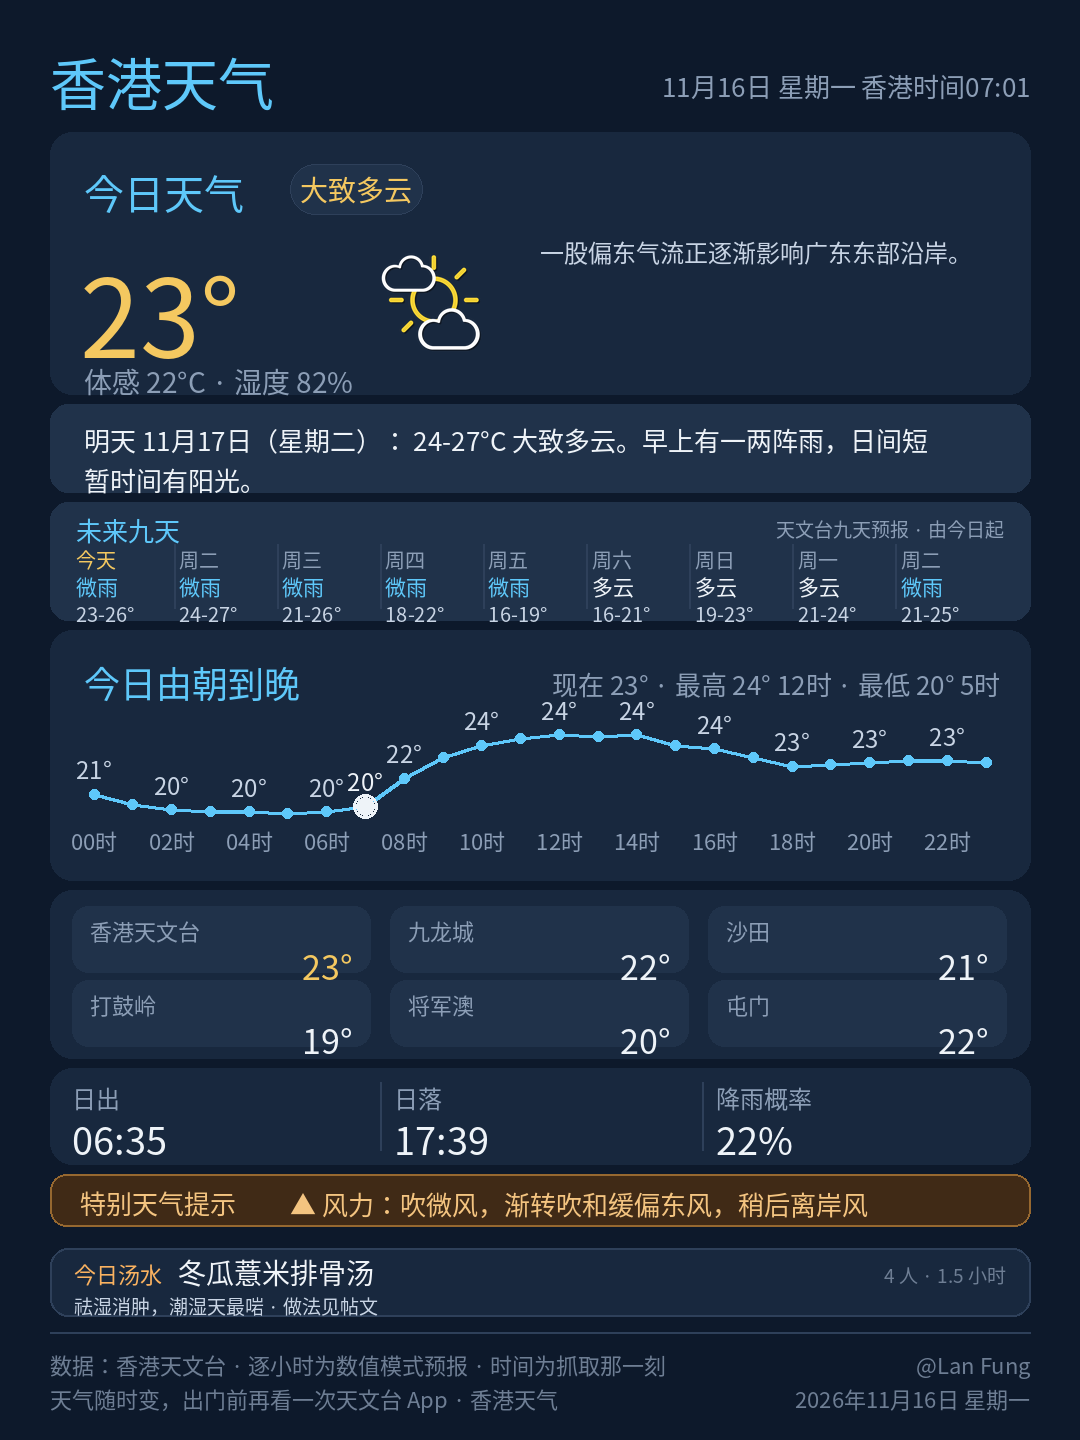 香港天气
11月16日 星期一 香港时间07:01
今日天气
大致多云
一股偏东气流正逐渐影响广东东部沿岸。
23°
体感 22°C · 湿度 82%
明天 11月17日（星期二）：24-27°C 大致多云。早上有一两阵雨，日间短
暂时间有阳光。
未来九天
天文台九天预报 · 由今日起
今天 周二 周三 周四 周五 周六 周日 周一 周二
微雨 微雨 微雨 微雨 微雨 多云 多云 多云 微雨
23-26° 24-27° 21-26° 18-22° 16-19° 16-21° 19-23° 21-24° 21-25°
今日由朝到晚
现在 23° · 最高 24° 12时 · 最低 20° 5时
21° 20° 20° 20° 20° 22° 24° 24° 24° 24° 23° 23° 23°
00时 02时 04时 06时 08时 10时 12时 14时 16时 18时 20时 22时
香港天文台 九龙城 沙田
23° 22° 21°
打鼓岭 将军澳 屯门
19° 20° 22°
日出 日落 降雨概率
06:35 17:39 22%
特别天气提示 ▲ 风力：吹微风，渐转吹和缓偏东风，稍后离岸风
今日汤水 冬瓜薏米排骨汤
4 人 · 1.5 小时
祛湿消肿，潮湿天最啱 · 做法见帖文
数据：香港天文台 · 逐小时为数值模式预报 · 时间为抓取那一刻
@Lan Fung
天气随时变，出门前再看一次天文台 App · 香港天气
2026年11月16日 星期一